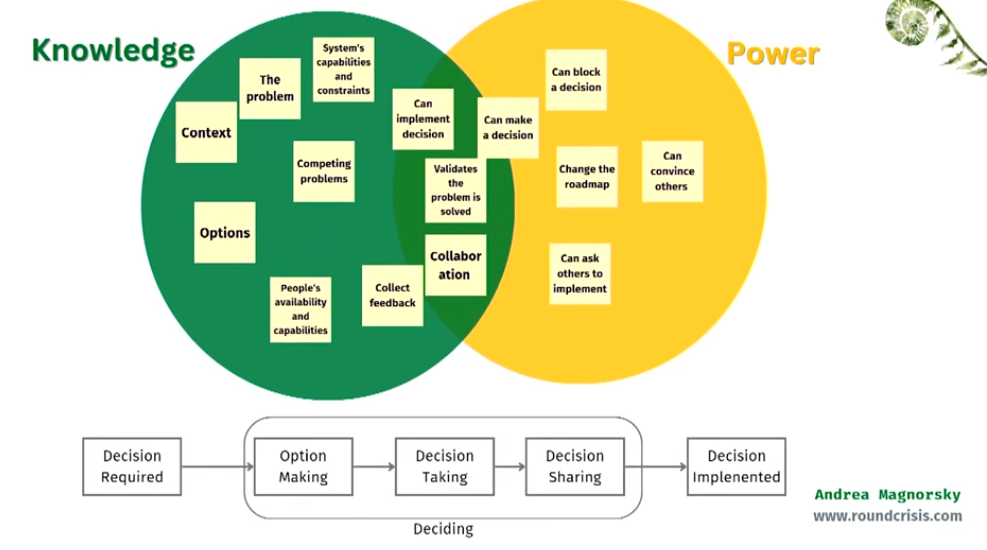 Knowledge
Power
System's
capabilities
and
constraints
The
problem
Context
Can
implement
decision
Can make
a decision
Can block
a decision
Competing
problems
Validates
the
problem is
solved
Change the
roadmap
Can
convince
others
Options
Collabor
ation
Can ask
others to
implement
People's
availability
and
capabilities
Collect
feedback
Decision
Required
Option
Making
Decision
Taking
Decision
Sharing
Decision
Implenented
Deciding
Andrea Magnorsky
www.roundcrisis.com